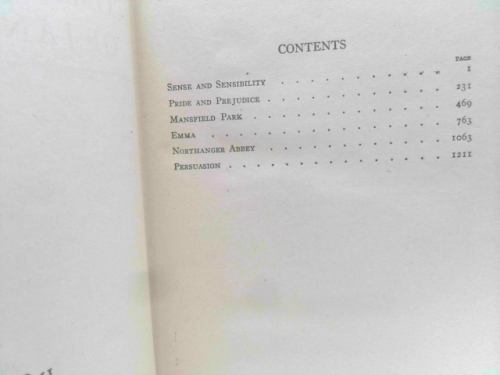 CONTENTS
PAGE
Sense and Sensibility . . . . . . . . . . . 1
Pride and Prejudice . . . . . . . . . . . 231
Mansfield Park . . . . . . . . . . . . 469
Emma . . . . . . . . . . . . . . 763
Northanger Abbey . . . . . . . . . . . 1063
Persuasion . . . . . . . . . . . . . 1211